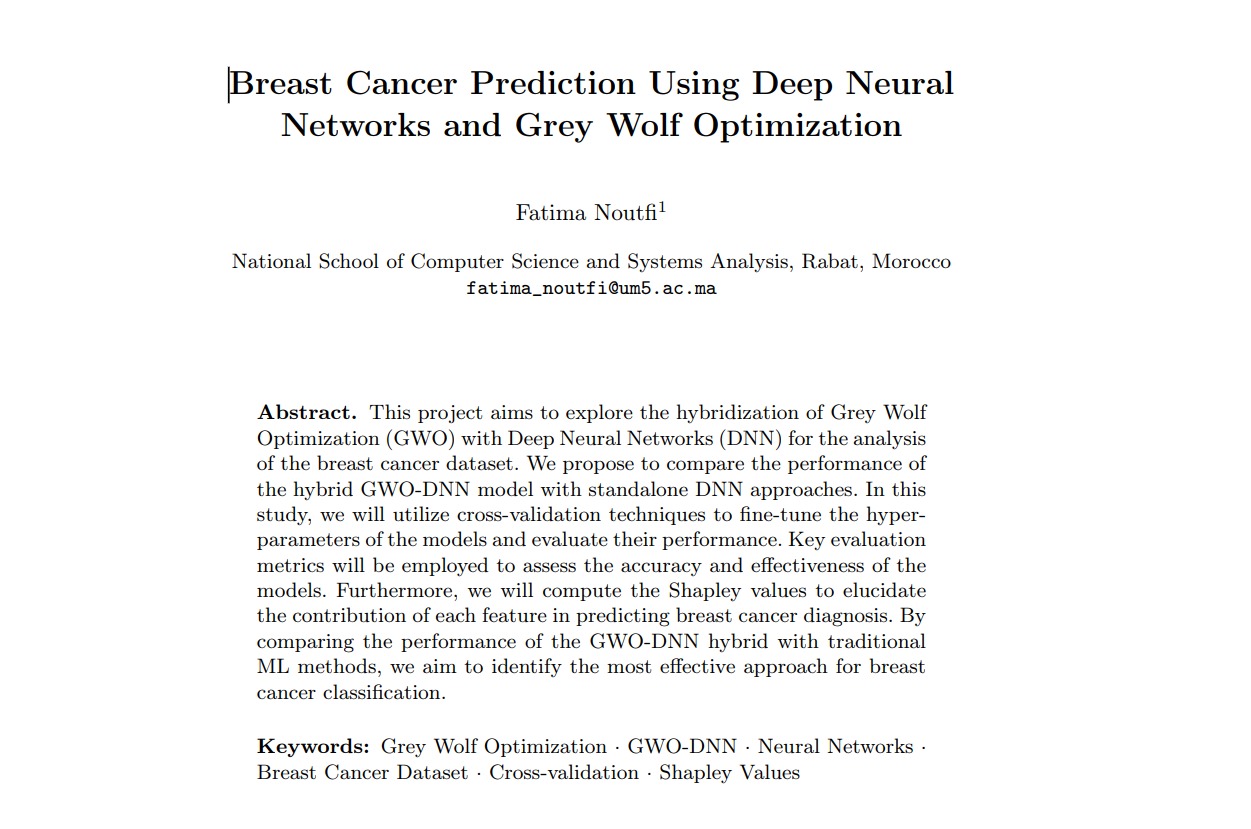 Breast Cancer Prediction Using Deep Neural
Networks and Grey Wolf Optimization
Fatima Noutfi¹
National School of Computer Science and Systems Analysis, Rabat, Morocco
fatima_noutfi@um5.ac.ma
Abstract. This project aims to explore the hybridization of Grey Wolf
Optimization (GWO) with Deep Neural Networks (DNN) for the analysis
of the breast cancer dataset. We propose to compare the performance of
the hybrid GWO-DNN model with standalone DNN approaches. In this
study, we will utilize cross-validation techniques to fine-tune the hyper-
parameters of the models and evaluate their performance. Key evaluation
metrics will be employed to assess the accuracy and effectiveness of the
models. Furthermore, we will compute the Shapley values to elucidate
the contribution of each feature in predicting breast cancer diagnosis. By
comparing the performance of the GWO-DNN hybrid with traditional
ML methods, we aim to identify the most effective approach for breast
cancer classification.
Keywords: Grey Wolf Optimization · GWO-DNN · Neural Networks ·
Breast Cancer Dataset · Cross-validation · Shapley Values